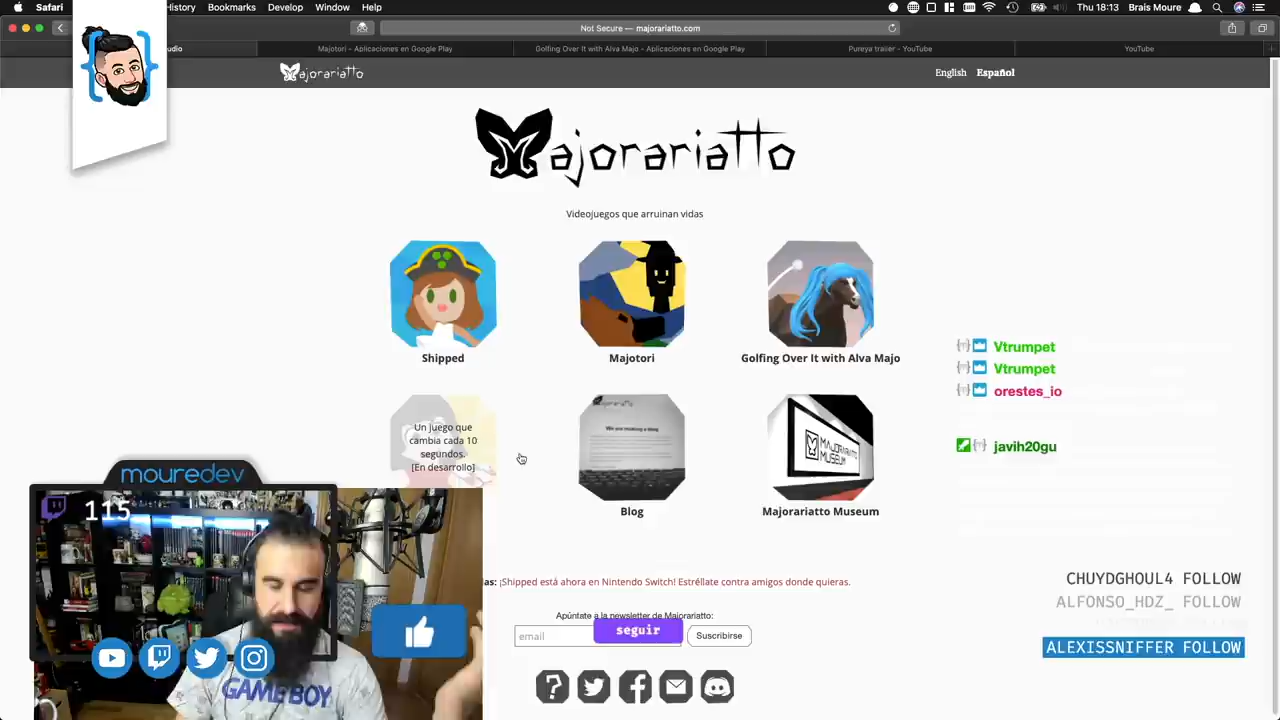 Safari
History
Bookmarks
Develop
Window
Help
Thu 18:13
Brais Moure
Not Secure — majorariatto.com
Majotori - Aplicaciones en Google Play
Golfing Over It with Alva Majo - Aplicaciones en Google Play
Pureya trailer - YouTube
YouTube
Majorariatto
English
Español
Majorariatto
Videojuegos que arruinan vidas
Shipped
Majotori
Golfing Over It with Alva Majo
Un juego que
cambia cada 10
segundos.
[En desarrollo]
Blog
MAJORARIATTO
MUSEUM
Majorariatto Museum
Vtrumpet
Vtrumpet
orestes_io
javih20gu
mouredev
115
¡Shipped está ahora en Nintendo Switch! Estréllate contra amigos donde quieras.
Apúntate a la newsletter de Majorariatto:
email
seguir
Suscribirse
CHUYDGHOUL4 FOLLOW
ALFONSO_HDZ_ FOLLOW
ALEXISSNIFFER FOLLOW
GAME BOY